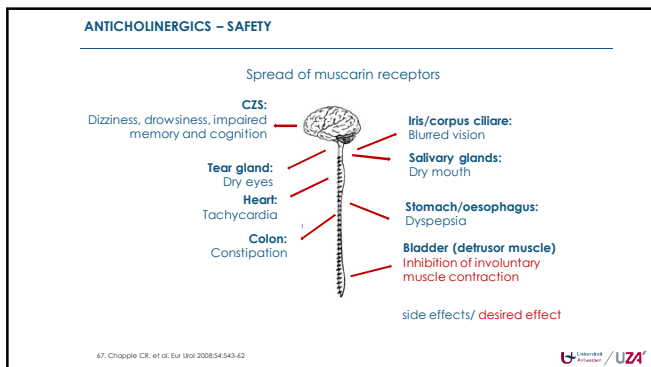 ANTICHOLINERGICS – SAFETY
Spread of muscarin receptors
CZS:
Dizziness, drowsiness, impaired
memory and cognition
Tear gland:
Dry eyes
Heart:
Tachycardia
Colon:
Constipation
Iris/corpus ciliare:
Blurred vision
Salivary glands:
Dry mouth
Stomach/oesophagus:
Dyspepsia
Bladder (detrusor muscle)
Inhibition of involuntary
muscle contraction
side effects/ desired effect
67. Chapple CR, et al. Eur Urol 2008;54:543-62
Universiteit
Antwerpen
UZA